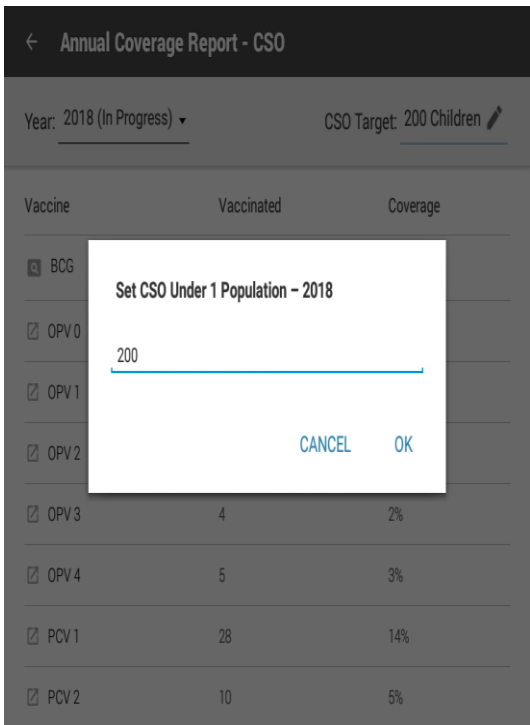 Annual Coverage Report - CSO
Year: 2018 (In Progress) CSO Target: 200 Children
Vaccine Vaccinated Coverage
BCG
Set CSO Under 1 Population – 2018
OPV 0
200
OPV 1
OPV 2
CANCEL OK
OPV 3 4 2%
OPV 4 5 3%
PCV 1 28 14%
PCV 2 10 5%